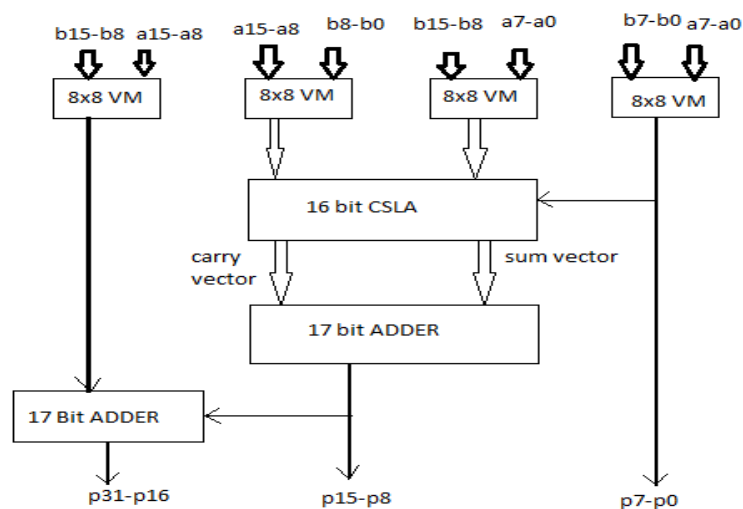 b15-b8 a15-a8 a15-a8 b8-b0 b15-b8 a7-a0 b7-b0 a7-a0
8x8 VM 8x8 VM 8x8 VM 8x8 VM
16 bit CSLA
carry vector
sum vector
17 bit ADDER
17 Bit ADDER
p31-p16 p15-p8 p7-p0